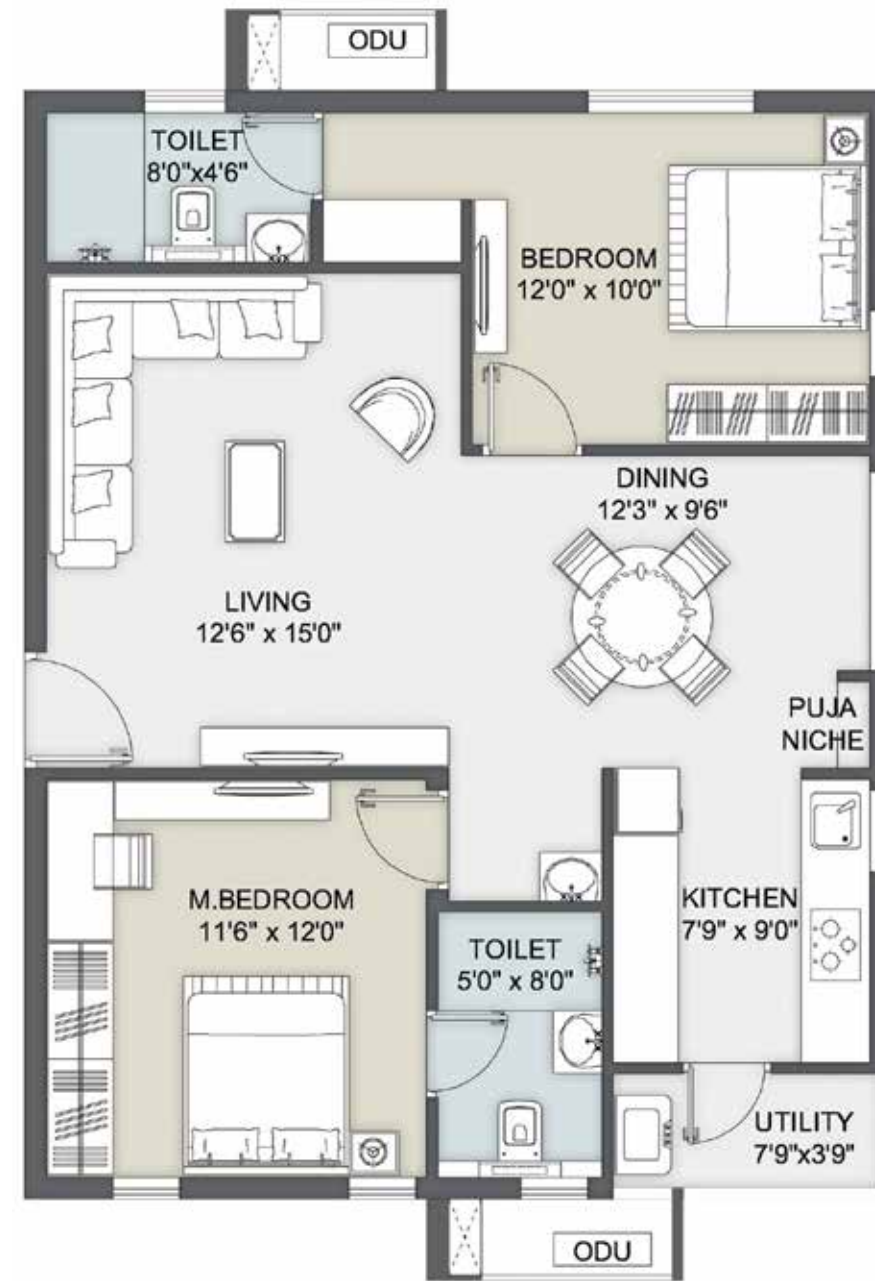 ODU
TOILET
8'0"x4'6"
BEDROOM
12'0" x 10'0"
DINING
12'3" x 9'6"
LIVING
12'6" x 15'0"
PUJA
NICHE
M.BEDROOM
11'6" x 12'0"
KITCHEN
7'9" x 9'0"
TOILET
5'0" x 8'0"
UTILITY
7'9"x3'9"
ODU